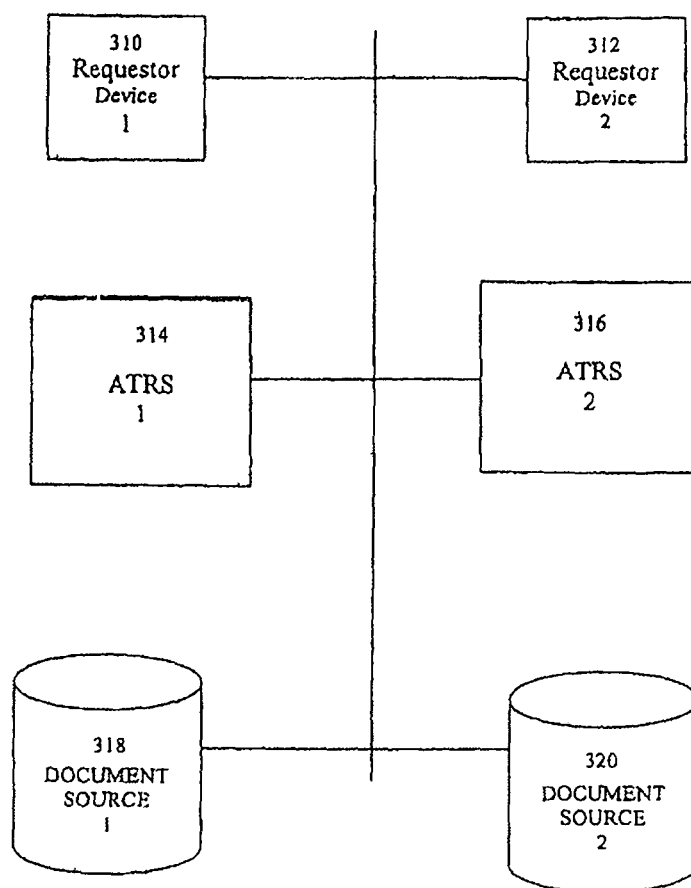 310
Requestor
Device
1
312
Requestor
Device
2
314
ATRS
1
316
ATRS
2
318
DOCUMENT
SOURCE
1
320
DOCUMENT
SOURCE
2